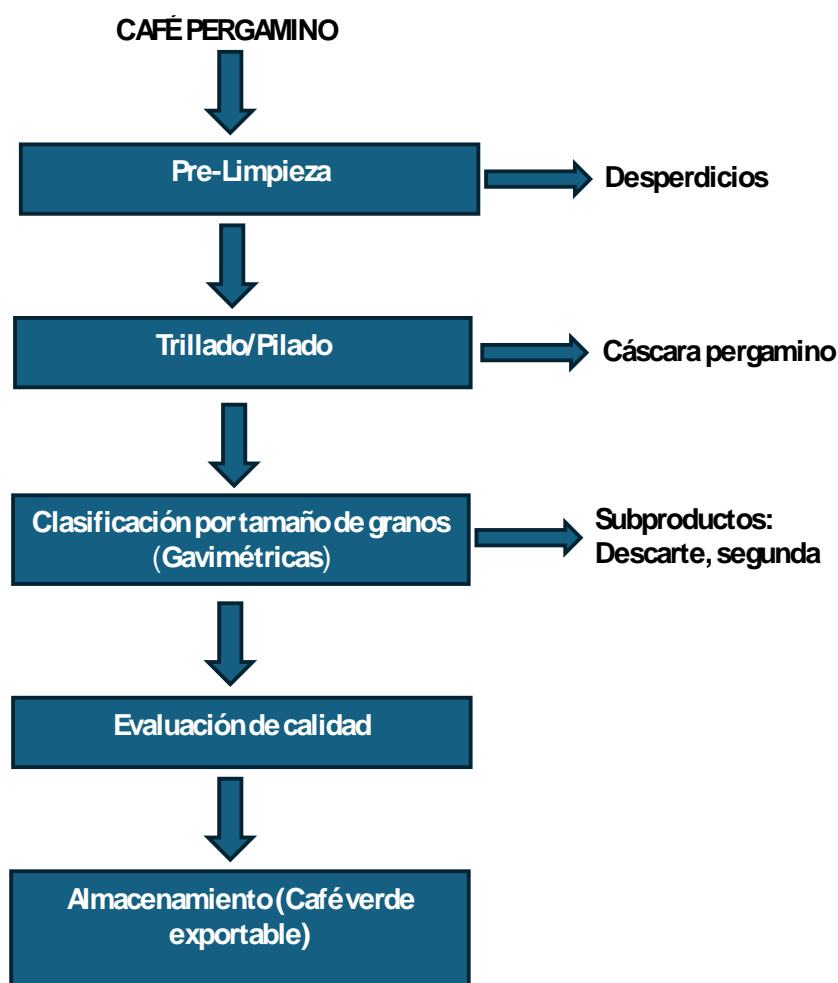 CAFÉ PERGAMINO
Pre-Limpieza
Desperdicios
Trillado/Pilado
Cáscara pergamino
Clasificación por tamaño de granos
(Gavimétricas)
Subproductos:
Descarte, segunda
Evaluación de calidad
Almacenamiento (Café verde
exportable)